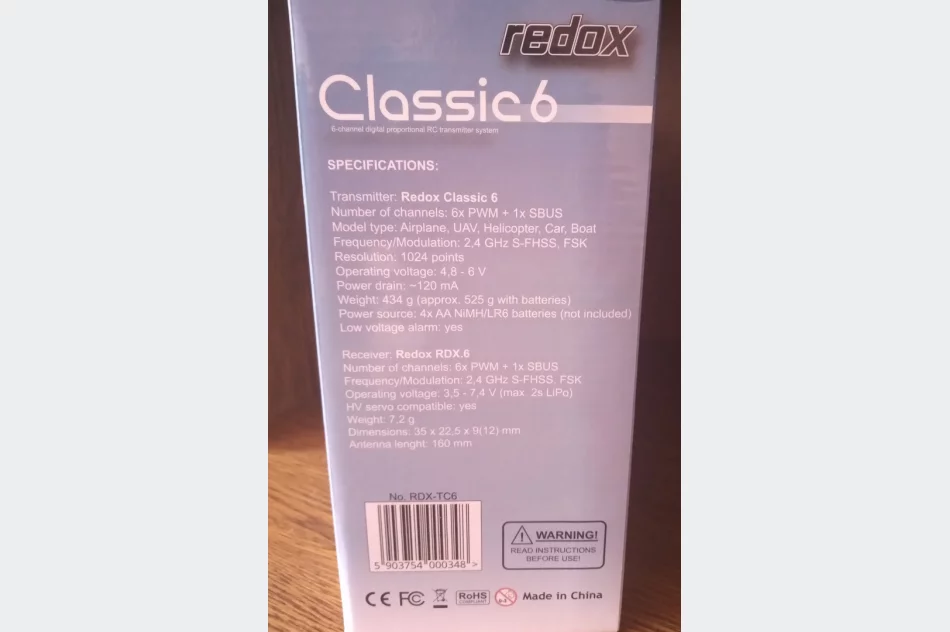 redox
Classic 6
6-channel digital proportional RC transmitter system
SPECIFICATIONS:
Transmitter: Redox Classic 6
Number of channels: 6x PWM + 1x SBUS
Model type: Airplane, UAV, Helicopter, Car, Boat
Frequency/Modulation: 2,4 GHz S-FHSS, FSK
Resolution: 1024 points
Operating voltage: 4,8 - 6 V
Power drain: ~120 mA
Weight: 434 g (approx. 525 g with batteries)
Power source: 4x AA NiMH/LR6 batteries (not included)
Low voltage alarm: yes
Receiver: Redox RDX.6
Number of channels: 6x PWM + 1x SBUS
Frequency/Modulation: 2,4 GHz S-FHSS, FSK
Operating voltage: 3,5 - 7,4 V (max. 2s LiPo)
HV servo compatible: yes
Weight: 7,2 g
Dimensions: 35 x 22,5 x 9(12) mm
Antenna lenght: 160 mm
No. RDX-TC6
5 903754 000348 >
WARNING!
READ INSTRUCTIONS
BEFORE USE!
CE FC RoHS COMPLIANT 0-3 Made in China